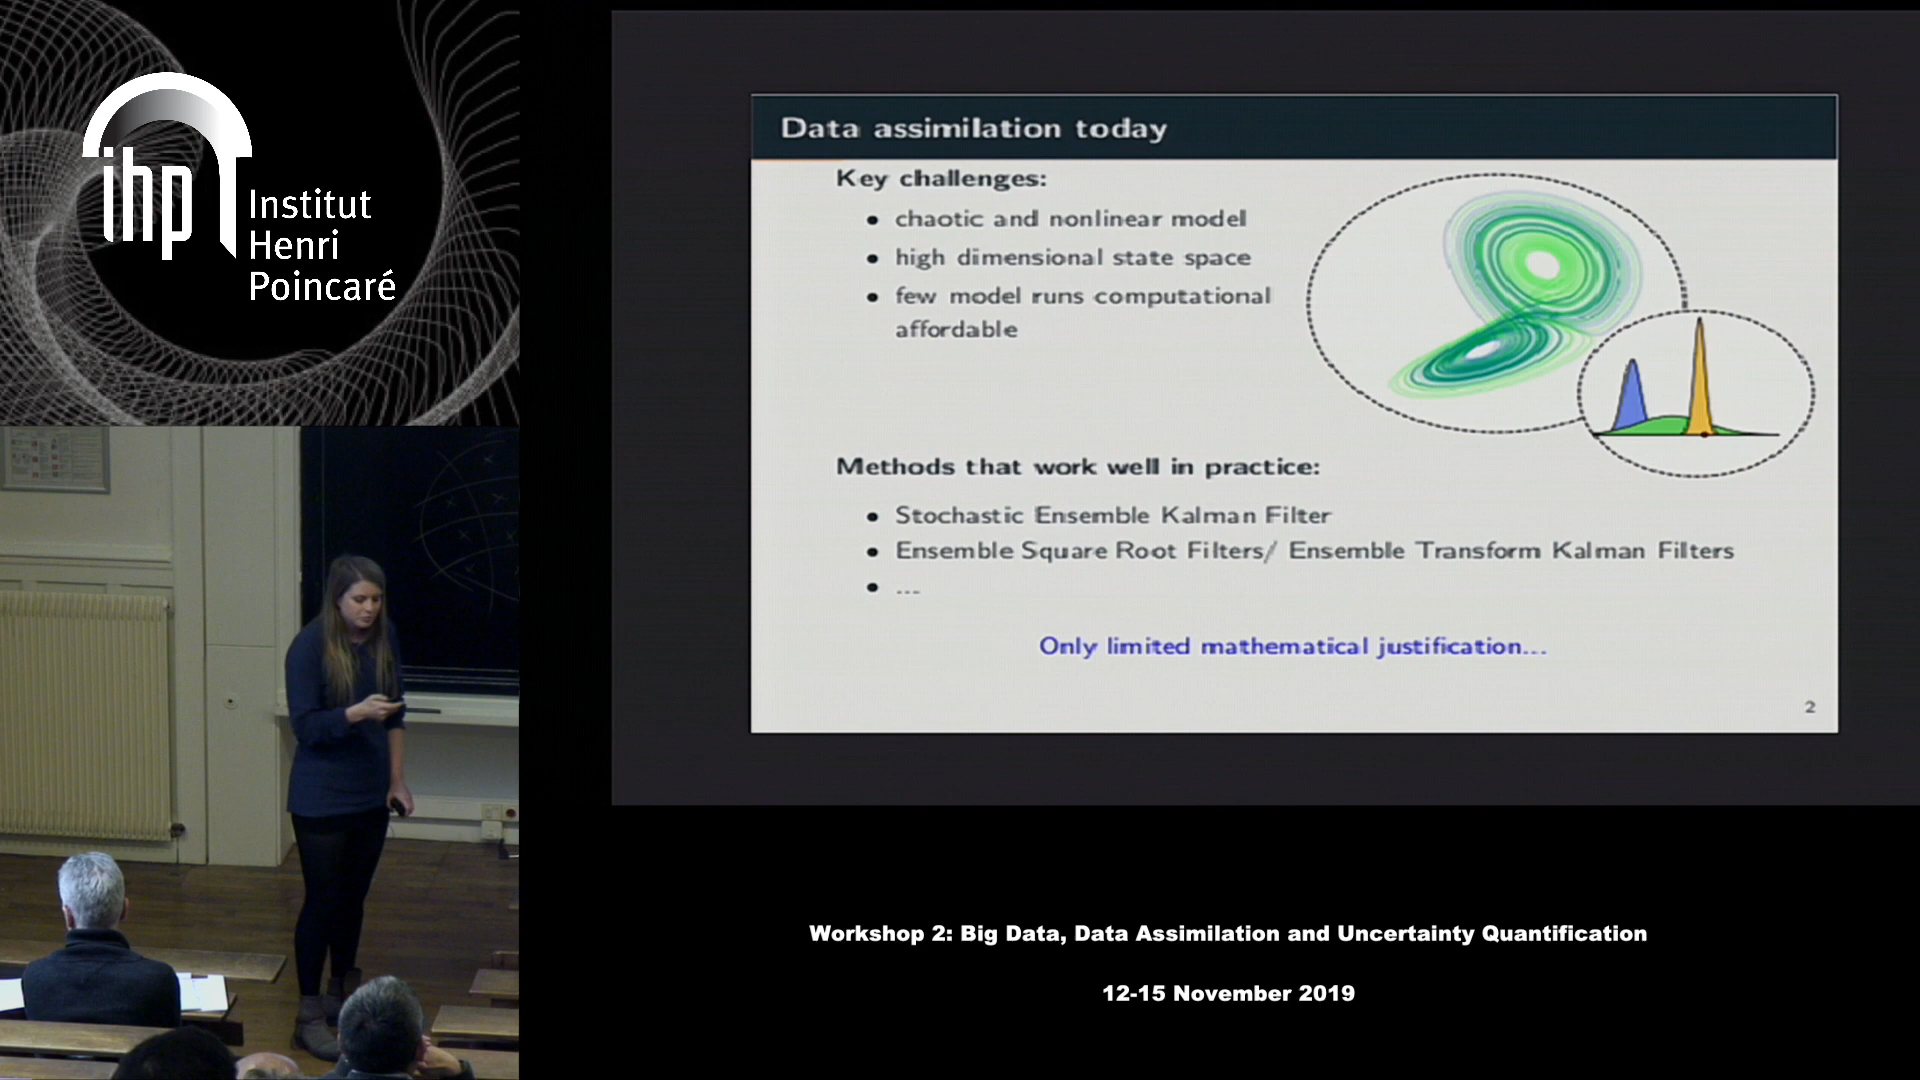 ihp
Institut
Henri
Poincaré
Data assimilation today
Key challenges:
• chaotic and nonlinear model
• high dimensional state space
• few model runs computational
affordable
Methods that work well in practice:
• Stochastic Ensemble Kalman Filter
• Ensemble Square Root Filters/ Ensemble Transform Kalman Filters
• ...
Only limited mathematical justification...
2
Workshop 2: Big Data, Data Assimilation and Uncertainty Quantification
12-15 November 2019